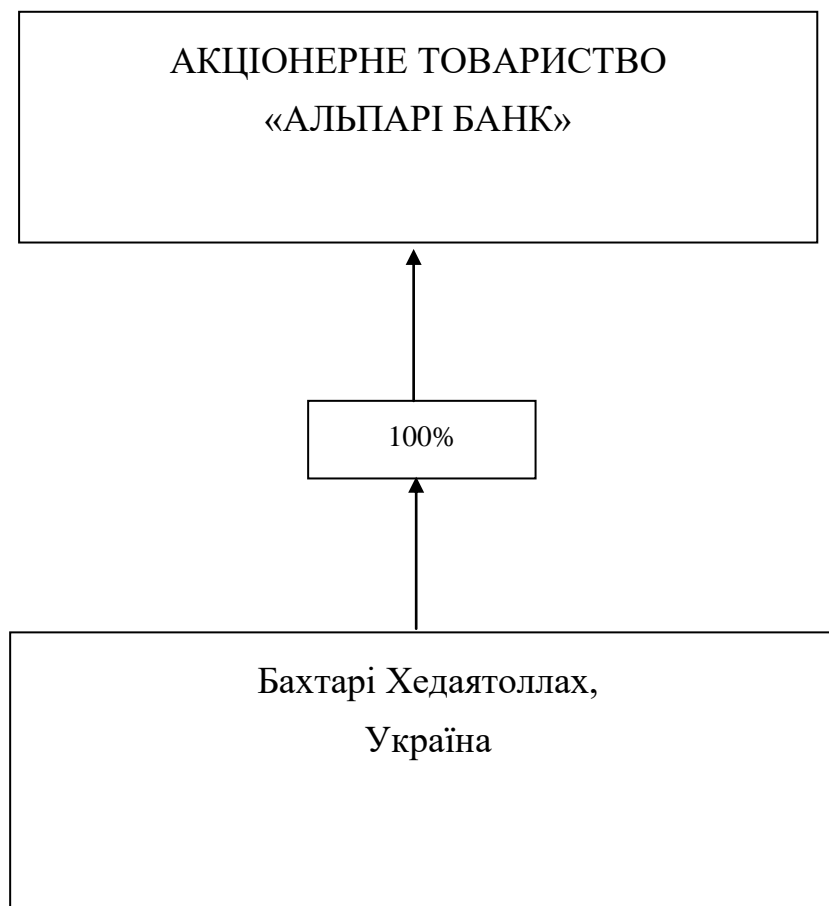 АКЦІОНЕРНЕ ТОВАРИСТВО
«АЛЬПАРІ БАНК»
100%
Бахтарі Хедаятоллах,
Україна